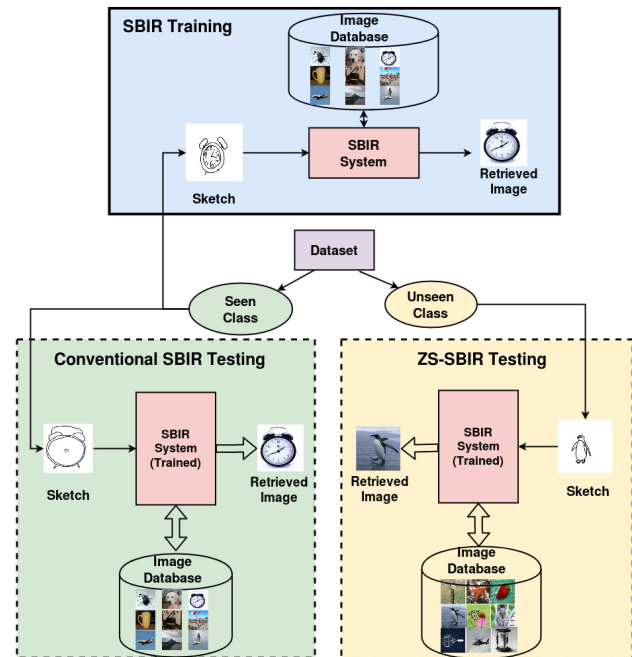 SBIR Training
Image
Database
SBIR
System
Sketch
Retrieved
Image
Dataset
Seen
Class
Unseen
Class
Conventional SBIR Testing
SBIR
System
(Trained)
Sketch
Retrieved
Image
Image
Database
ZS-SBIR Testing
SBIR
System
(Trained)
Retrieved
Image
Sketch
Image
Database